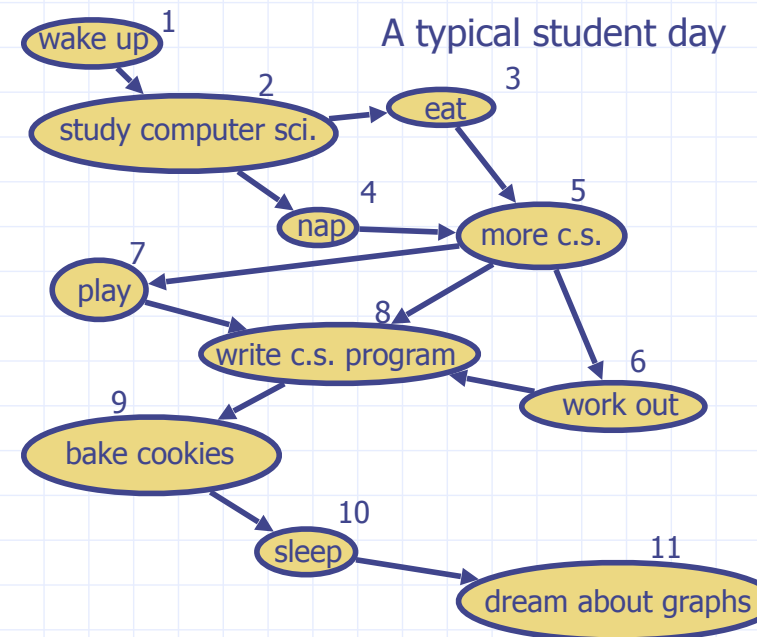 A typical student day
1
wake up
2
study computer sci.
3
eat
4
nap
5
more c.s.
7
play
8
write c.s. program
6
work out
9
bake cookies
10
sleep
11
dream about graphs